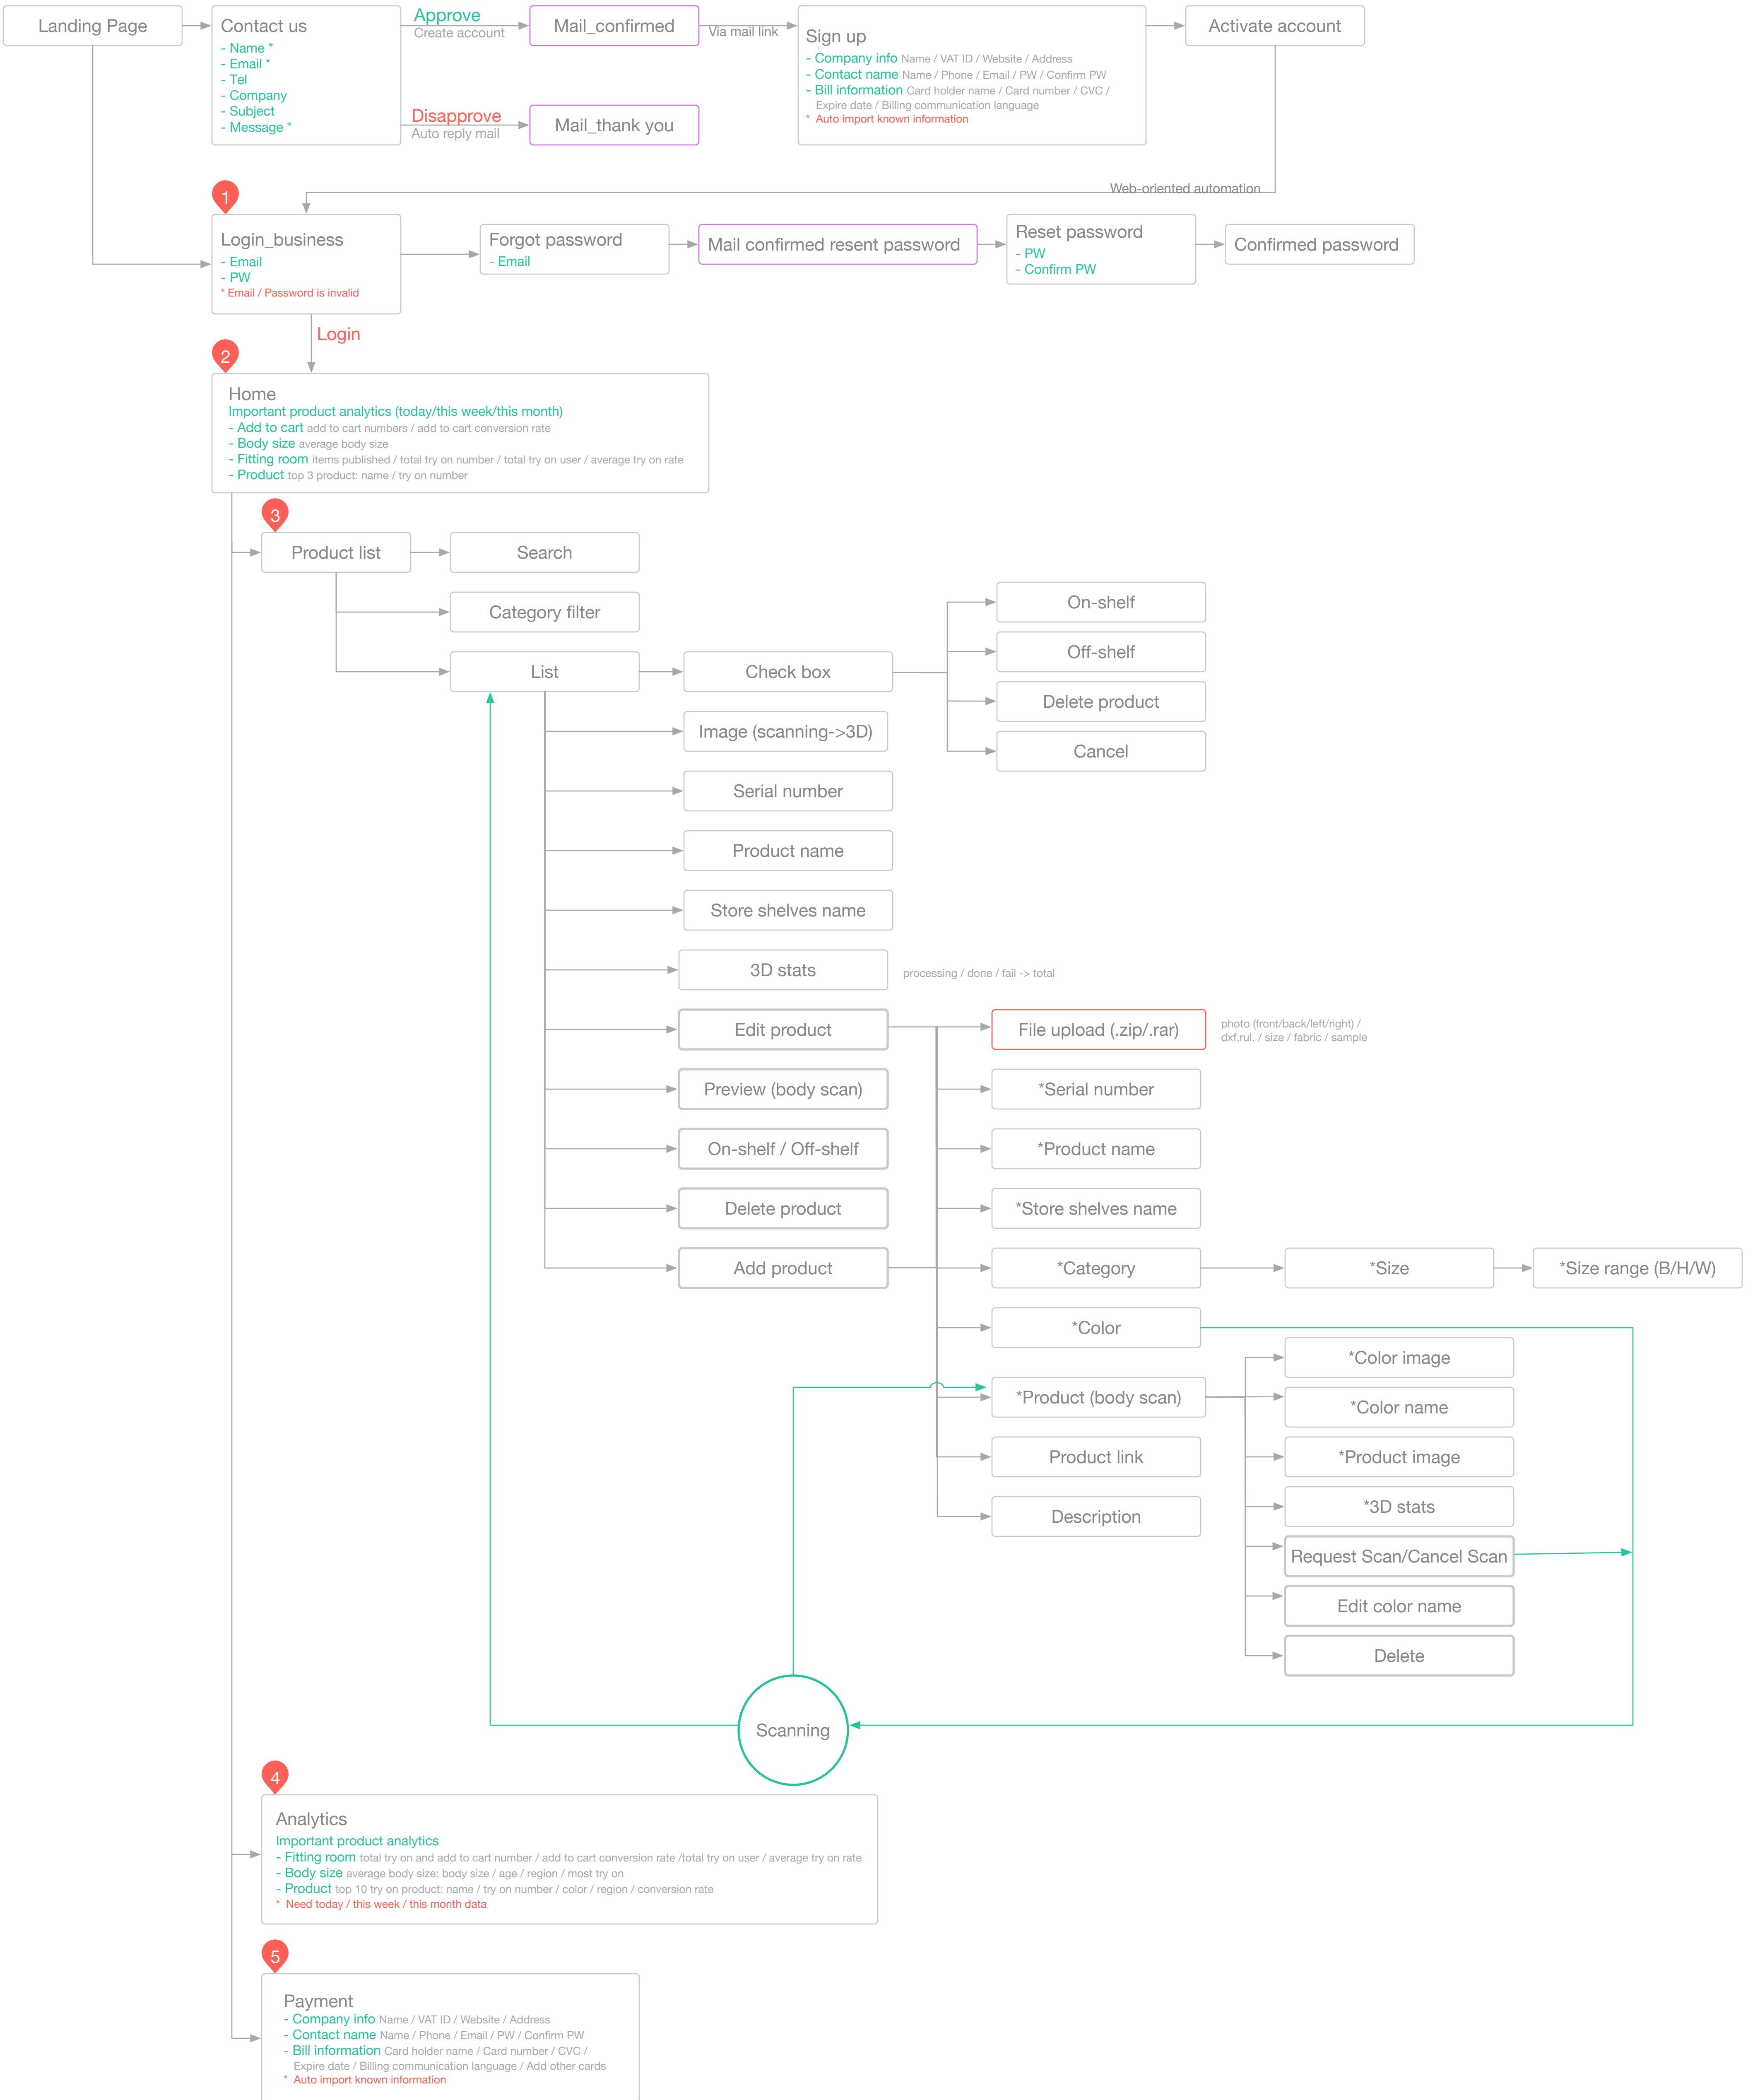 Landing Page
Contact us
- Name *
- Email *
- Tel
- Company
- Subject
- Message *
Approve
Create account
Disapprove
Auto reply mail
Mail_confirmed
Mail_thank you
Via mail link
Sign up
- Company info Name / VAT ID / Website / Address
- Contact name Name / Phone / Email / PW / Confirm PW
- Bill information Card holder name / Card number / CVC /
Expire date / Billing communication language
* Auto import known information
Activate account
Web-oriented automation
1
Login_business
- Email
- PW
* Email / Password is invalid
Forgot password
- Email
Mail confirmed resent password
Reset password
- PW
- Confirm PW
Confirmed password
Login
2
Home
Important product analytics (today/this week/this month)
- Add to cart add to cart numbers / add to cart conversion rate
- Body size average body size
- Fitting room items published / total try on number / total try on user / average try on rate
- Product top 3 product: name / try on number
3
Product list
Search
Category filter
List
Check box
On-shelf
Off-shelf
Delete product
Cancel
Image (scanning->3D)
Serial number
Product name
Store shelves name
3D stats
processing / done / fail -> total
Edit product
Preview (body scan)
On-shelf / Off-shelf
Delete product
Add product
File upload (.zip/.rar)
photo (front/back/left/right) /
dxf.rul. / size / fabric / sample
*Serial number
*Product name
*Store shelves name
*Category
*Size
*Size range (B/H/W)
*Color
*Product (body scan)
Product link
Description
*Color image
*Color name
*Product image
*3D stats
Request Scan/Cancel Scan
Edit color name
Delete
Scanning
4
Analytics
Important product analytics
- Fitting room total try on and add to cart number / add to cart conversion rate /total try on user / average try on rate
- Body size average body size: body size / age / region / most try on
- Product top 10 try on product: name / try on number / color / region / conversion rate
* Need today / this week / this month data
5
Payment
- Company info Name / VAT ID / Website / Address
- Contact name Name / Phone / Email / PW / Confirm PW
- Bill information Card holder name / Card number / CVC /
Expire date / Billing communication language / Add other cards
* Auto import known information